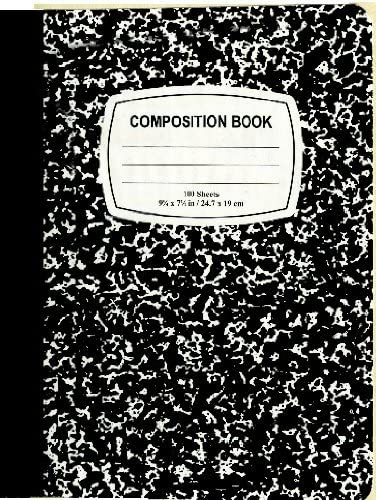 COMPOSITION BOOK
100 Sheets
9¾ x 7½ in / 24.7 x 19 cm